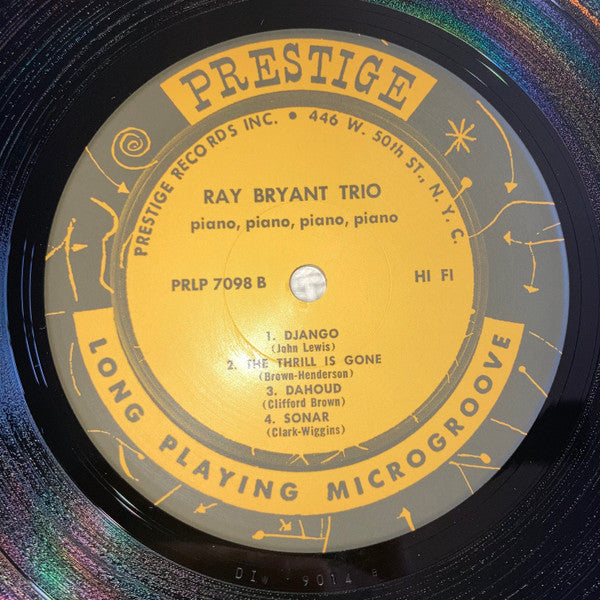 PRESTIGE
PRESTIGE RECORDS INC. • 446 W. 50th ST., N. Y. C.
RAY BRYANT TRIO
piano, piano, piano, piano
PRLP 7098 B HI FI
1. DJANGO
(John Lewis)
2. THE THRILL IS GONE
(Brown-Henderson)
3. DAHOUD
(Clifford Brown)
4. SONAR
(Clark-Wiggins)
LONG PLAYING MICROGROOVE
9014